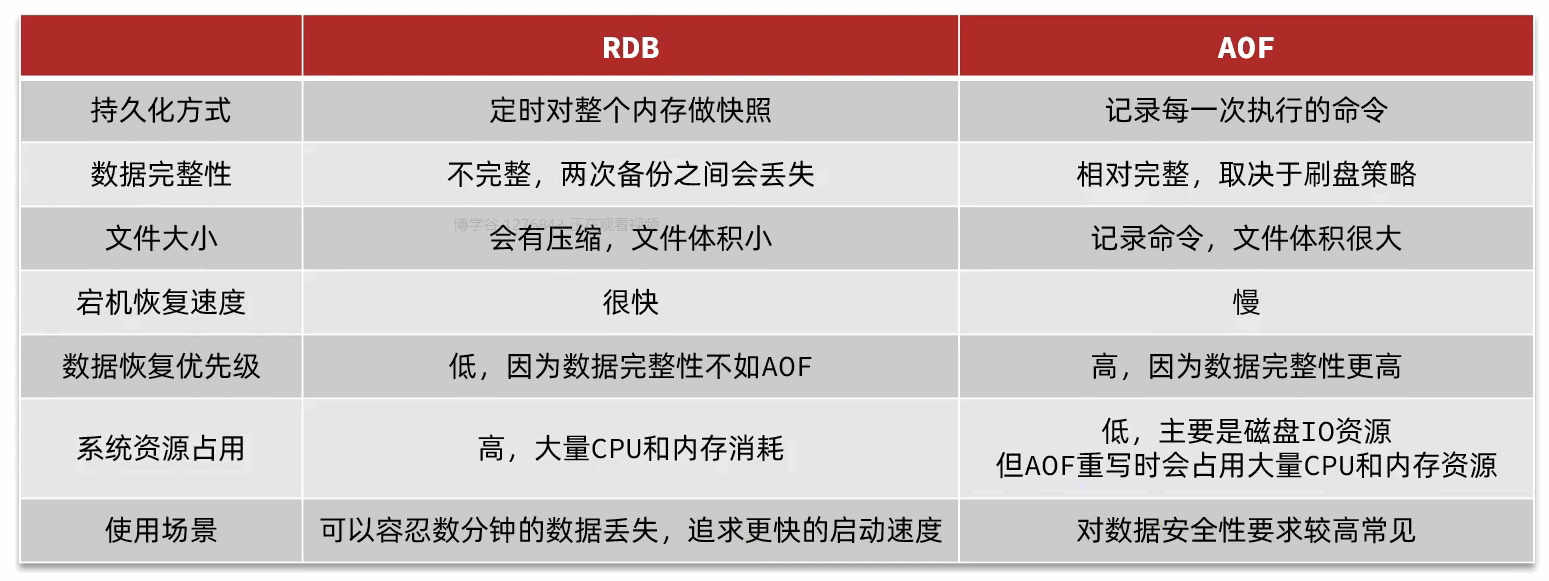 RDB AOF
持久化方式 定时对整个内存做快照 记录每一次执行的命令
数据完整性 不完整，两次备份之间会丢失 相对完整，取决于刷盘策略
博学谷 1276843 正在观看视频
文件大小 会有压缩，文件体积小 记录命令，文件体积很大
宕机恢复速度 很快 慢
数据恢复优先级 低，因为数据完整性不如AOF 高，因为数据完整性更高
系统资源占用 高，大量CPU和内存消耗 低，主要是磁盘IO资源
但AOF重写时会占用大量CPU和内存资源
使用场景 可以容忍数分钟的数据丢失，追求更快的启动速度 对数据安全性要求较高常见